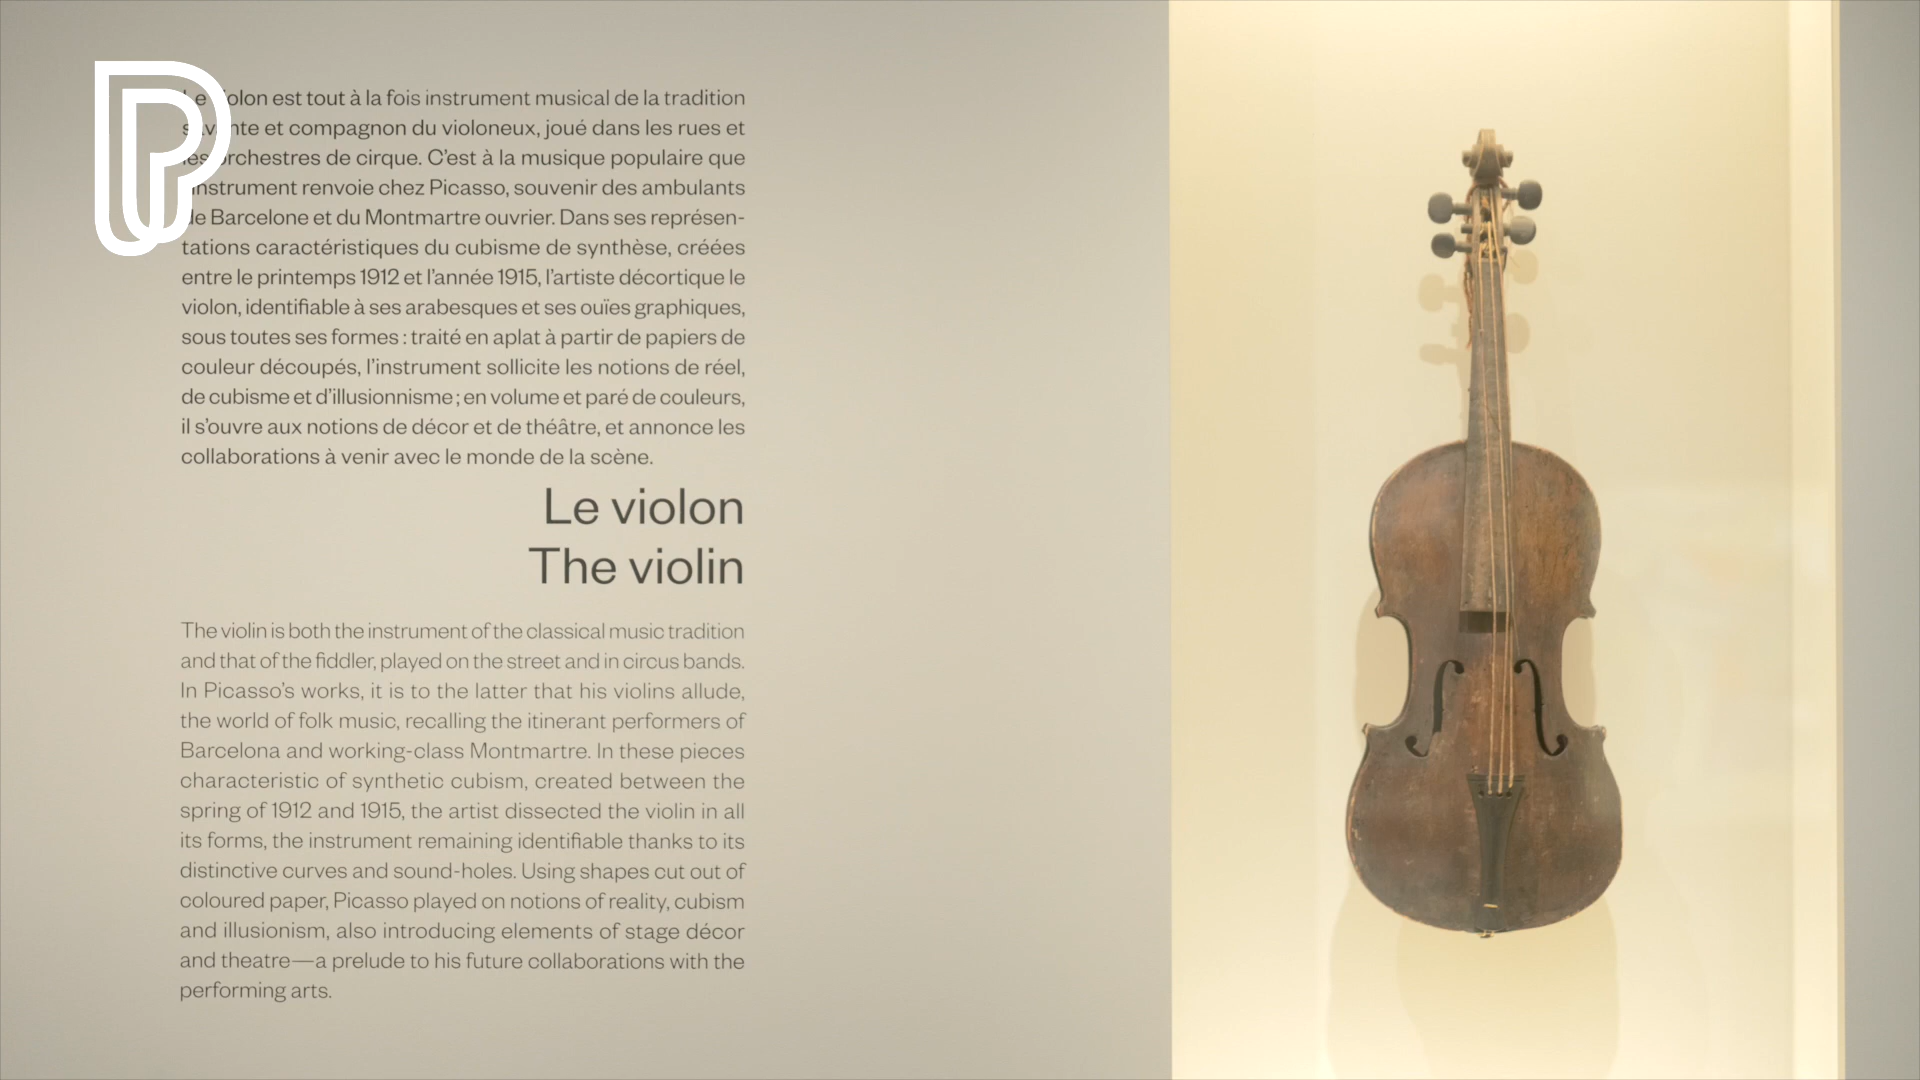 Le violon est tout à la fois instrument musical de la tradition
savante et compagnon du violoneux, joué dans les rues et
les orchestres de cirque. C’est à la musique populaire que
l’instrument renvoie chez Picasso, souvenir des ambulants
de Barcelone et du Montmartre ouvrier. Dans ses représen-
tations caractéristiques du cubisme de synthèse, créées
entre le printemps 1912 et l’année 1915, l’artiste décortique le
violon, identifiable à ses arabesques et ses ouïes graphiques,
sous toutes ses formes : traité en aplat à partir de papiers de
couleur découpés, l’instrument sollicite les notions de réel,
de cubisme et d’illusionnisme ; en volume et paré de couleurs,
il s’ouvre aux notions de décor et de théâtre, et annonce les
collaborations à venir avec le monde de la scène.
Le violon
The violin
The violin is both the instrument of the classical music tradition
and that of the fiddler, played on the street and in circus bands.
In Picasso’s works, it is to the latter that his violins allude,
the world of folk music, recalling the itinerant performers of
Barcelona and working-class Montmartre. In these pieces
characteristic of synthetic cubism, created between the
spring of 1912 and 1915, the artist dissected the violin in all
its forms, the instrument remaining identifiable thanks to its
distinctive curves and sound-holes. Using shapes cut out of
coloured paper, Picasso played on notions of reality, cubism
and illusionism, also introducing elements of stage décor
and theatre—a prelude to his future collaborations with the
performing arts.